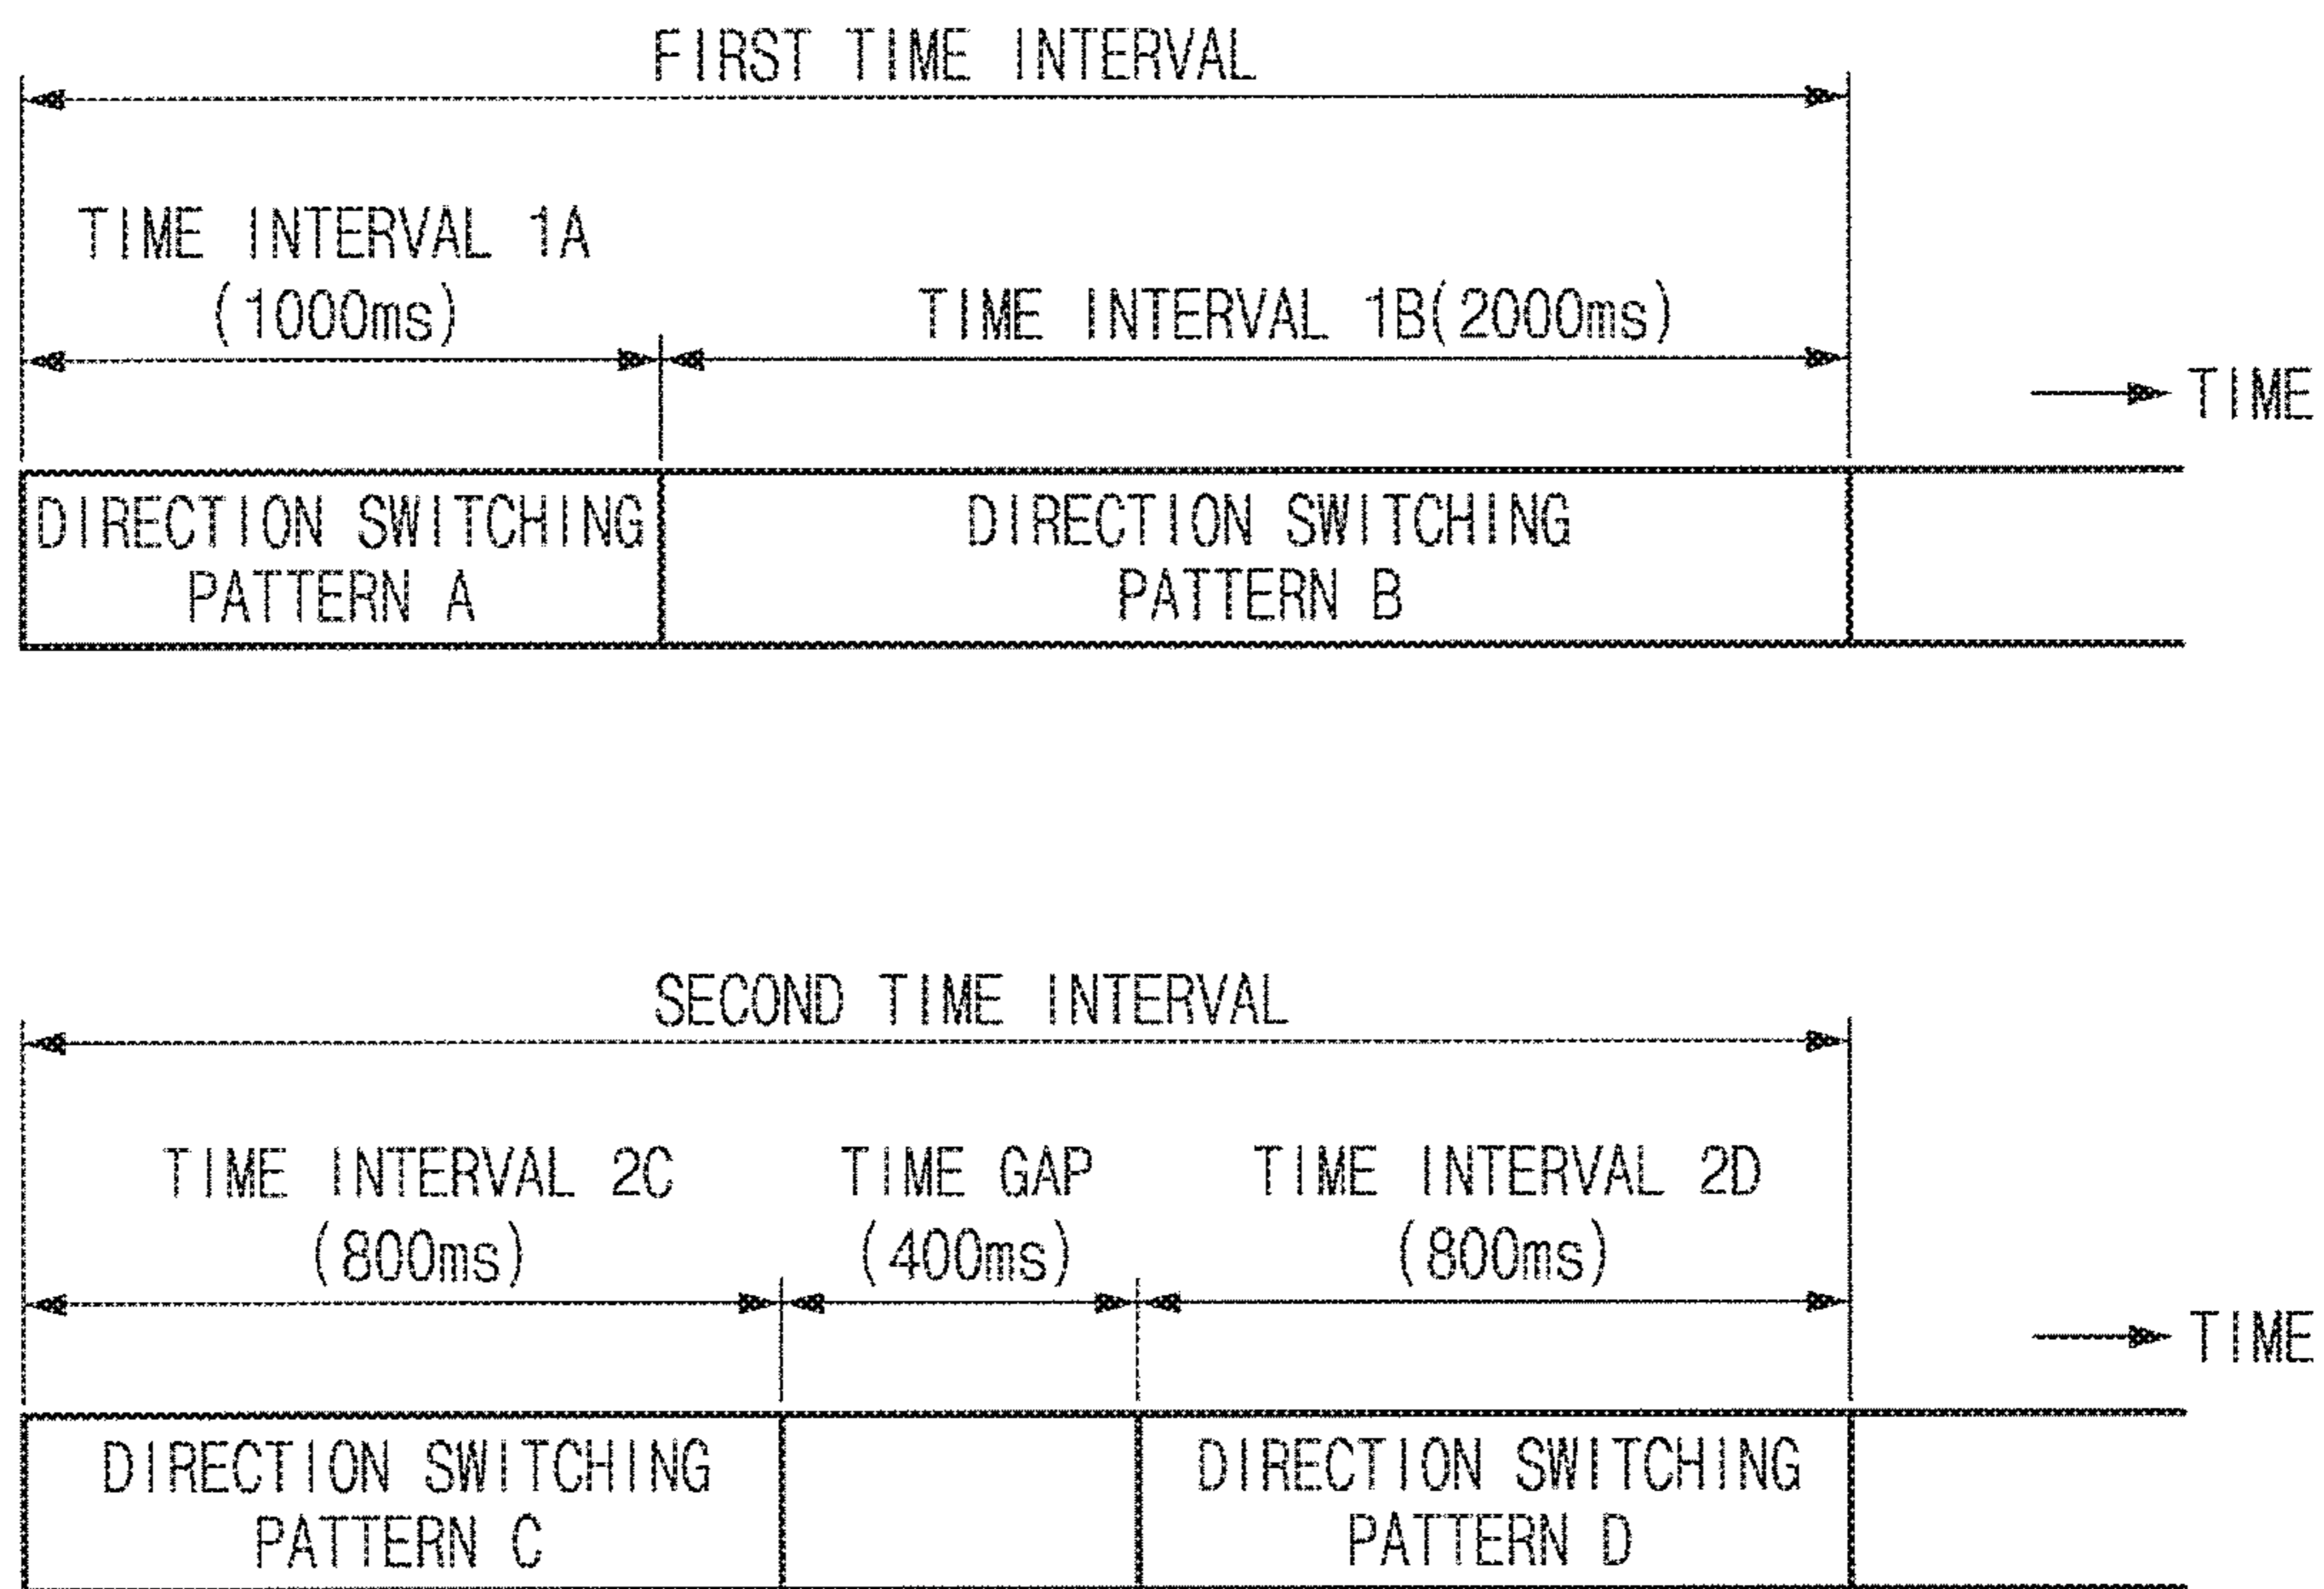 FIRST TIME INTERVAL
TIME INTERVAL 1A
(1000ms)
TIME INTERVAL 1B(2000ms)
TIME
DIRECTION SWITCHING
PATTERN A
DIRECTION SWITCHING
PATTERN B
SECOND TIME INTERVAL
TIME INTERVAL 2C
(800ms)
TIME GAP
(400ms)
TIME INTERVAL 2D
(800ms)
TIME
DIRECTION SWITCHING
PATTERN C
DIRECTION SWITCHING
PATTERN D